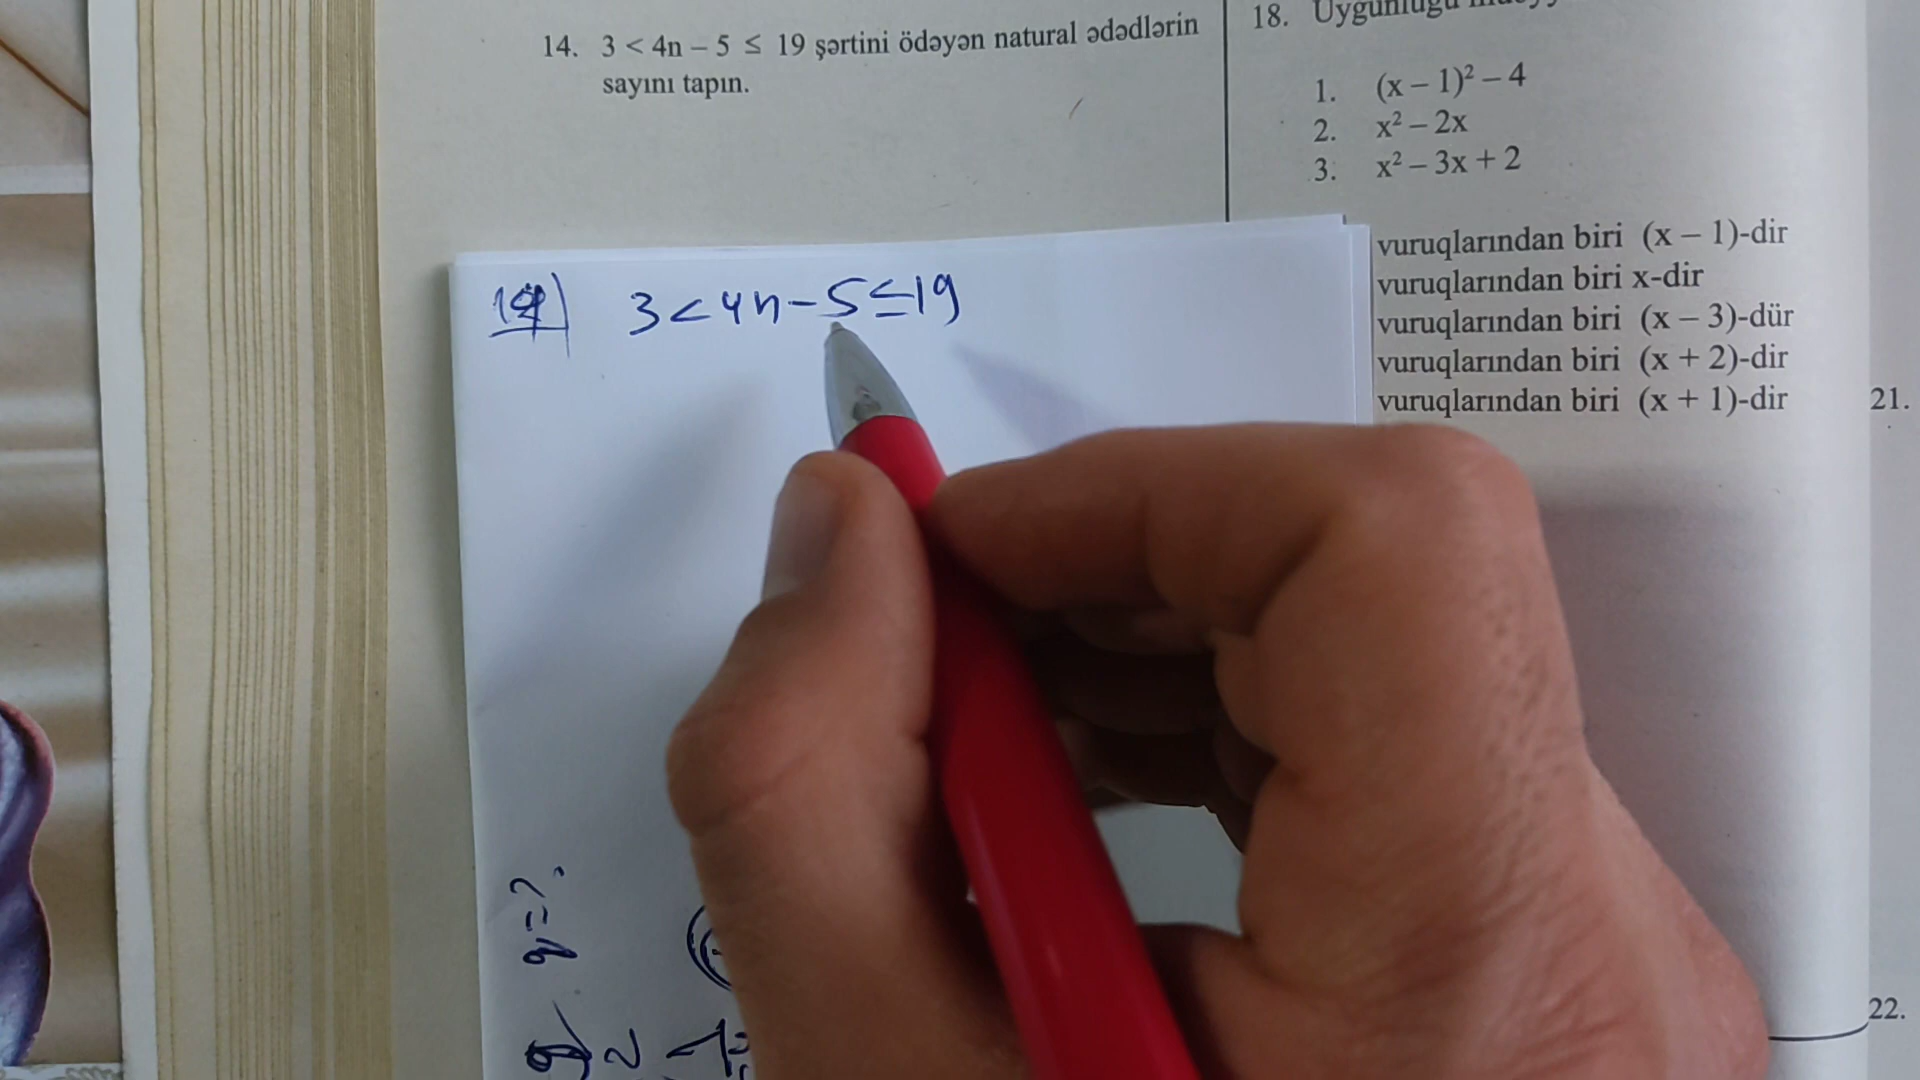 14. 3 < 4n – 5 ≤ 19 şərtini ödəyən natural ədədlərin
sayını tapın.
14) 3 < 4n – 5 ≤ 19
q = ?
18.
1. (x – 1)² – 4
2. x² – 2x
3. x² – 3x + 2
vuruqlarından biri (x – 1)-dir
vuruqlarından biri x-dir
vuruqlarından biri (x – 3)-dür
vuruqlarından biri (x + 2)-dir
vuruqlarından biri (x + 1)-dir
21.
22.